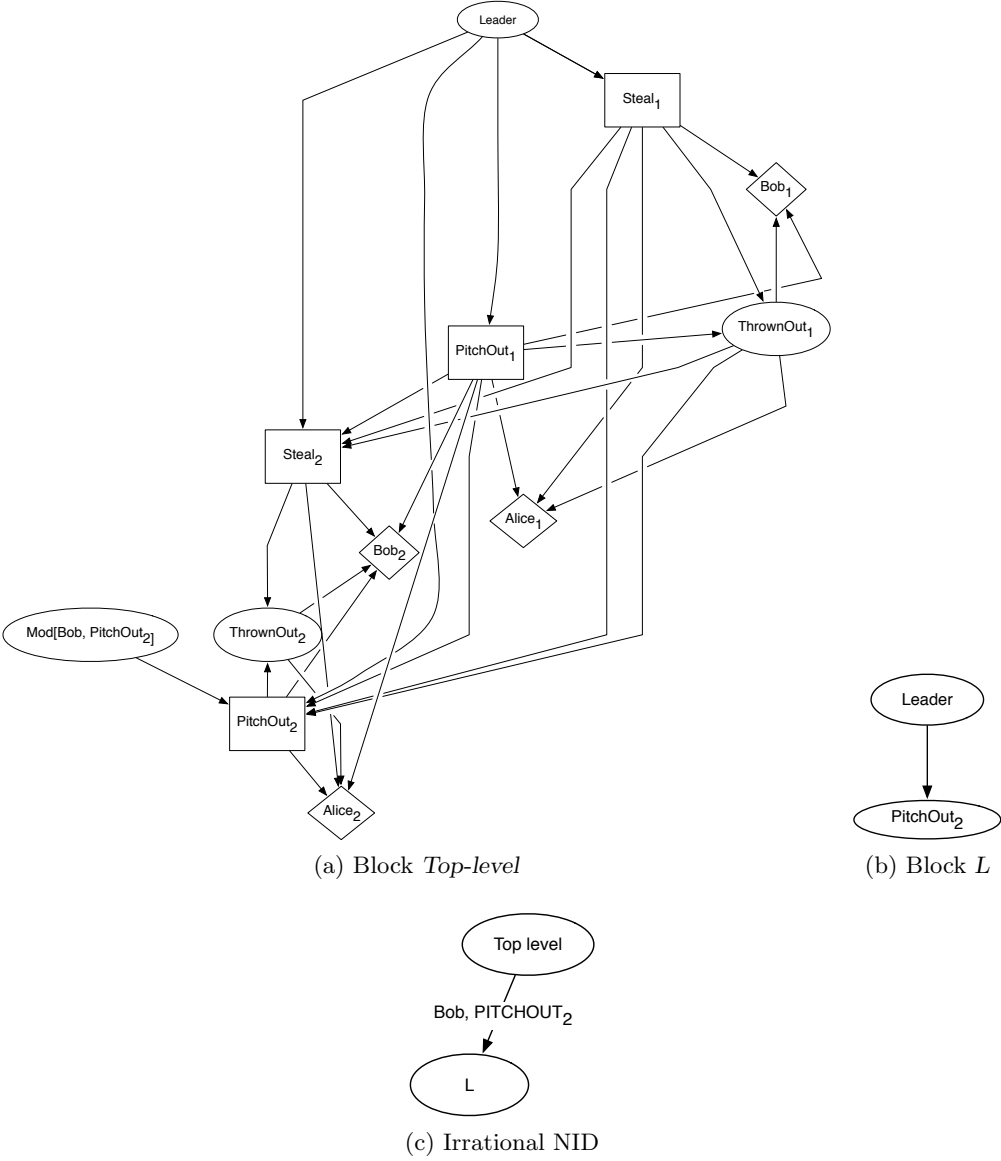 Leader
Steal1
Bob1
ThrownOut1
PitchOut1
Steal2
Alice1
Bob2
Mod[Bob, PitchOut2]
ThrownOut2
PitchOut2
Alice2
Leader
PitchOut2
(a) Block Top-level
(b) Block L
Top level
Bob, PITCHOUT2
L
(c) Irrational NID